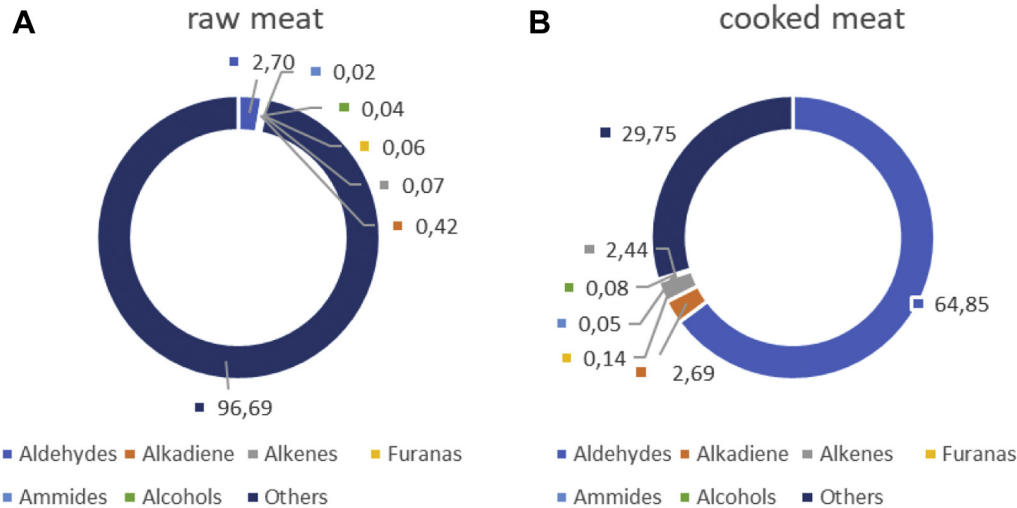 A
raw meat
2,70
0,02
0,04
0,06
0,07
0,42
96,69
Aldehydes Alkadiene Alkenes Furanas
Ammides Alcohols Others
B
cooked meat
29,75
2,44
0,08
0,05
0,14
2,69
64,85
Aldehydes Alkadiene Alkenes Furanas
Ammides Alcohols Others